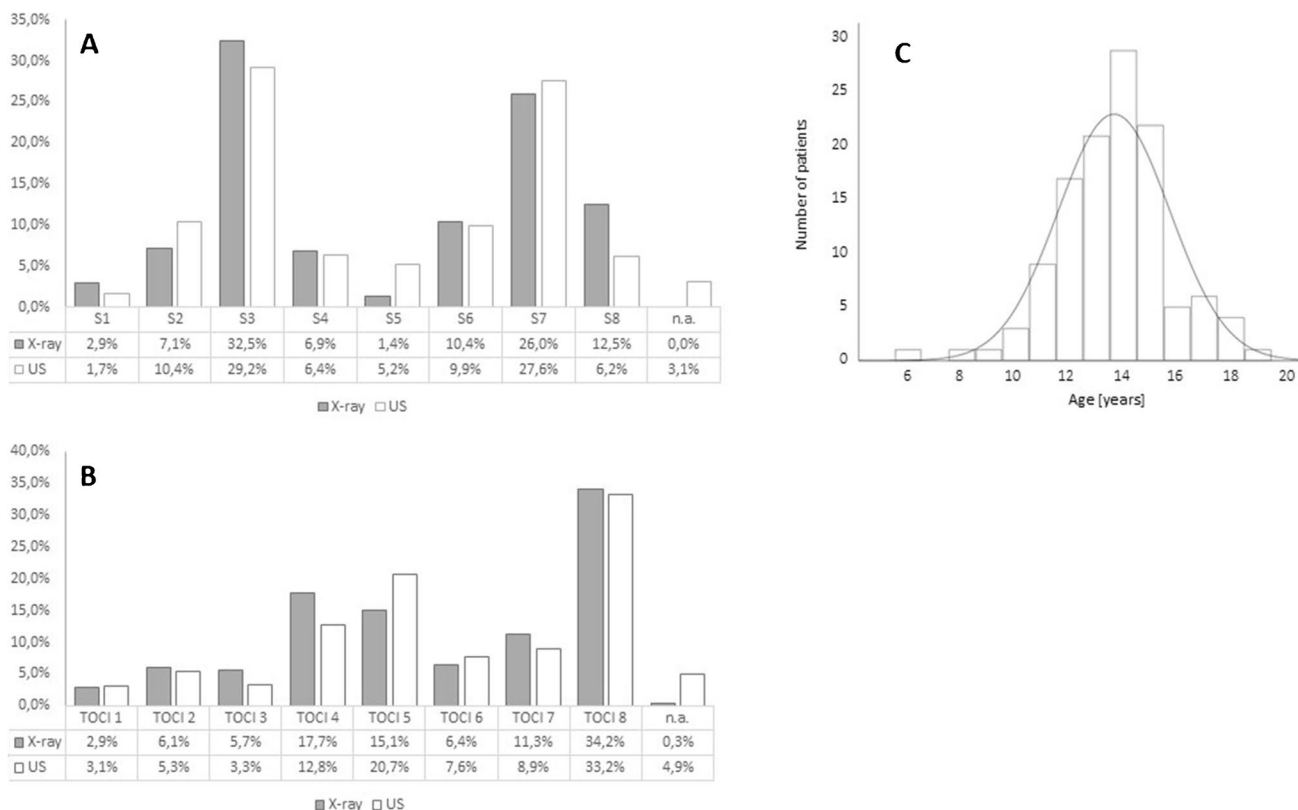 A
35,0%
30,0%
25,0%
20,0%
15,0%
10,0%
5,0%
0,0%
S1 S2 S3 S4 S5 S6 S7 S8 n.a.
X-ray 2,9% 7,1% 32,5% 6,9% 1,4% 10,4% 26,0% 12,5% 0,0%
US 1,7% 10,4% 29,2% 6,4% 5,2% 9,9% 27,6% 6,2% 3,1%
X-ray US
C
Number of patients
30
25
20
15
10
5
0
6 8 10 12 14 16 18 20
Age [years]
B
40,0%
35,0%
30,0%
25,0%
20,0%
15,0%
10,0%
5,0%
0,0%
TOCI 1 TOCI 2 TOCI 3 TOCI 4 TOCI 5 TOCI 6 TOCI 7 TOCI 8 n.a.
X-ray 2,9% 6,1% 5,7% 17,7% 15,1% 6,4% 11,3% 34,2% 0,3%
US 3,1% 5,3% 3,3% 12,8% 20,7% 7,6% 8,9% 33,2% 4,9%
X-ray US